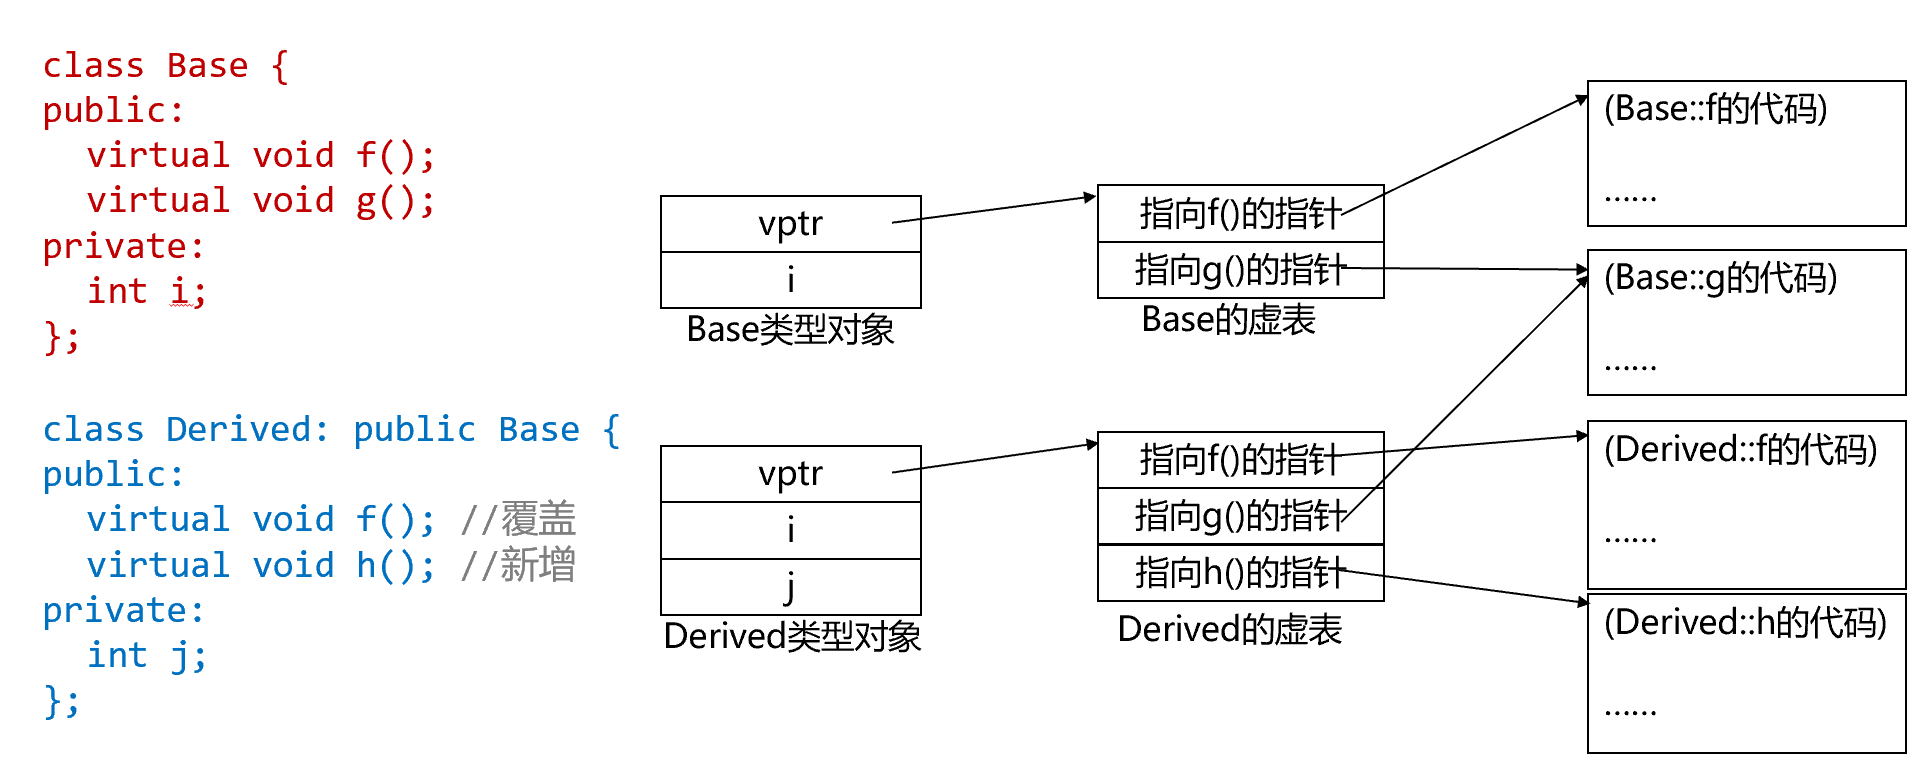 class Base {
public:
virtual void f();
virtual void g();
private:
int i;
};
class Derived: public Base {
public:
virtual void f(); //覆盖
virtual void h(); //新增
private:
int j;
};
vptr
i
Base类型对象
vptr
i
j
Derived类型对象
指向f()的指针
指向g()的指针
Base的虚表
指向f()的指针
指向g()的指针
指向h()的指针
Derived的虚表
(Base::f的代码)
......
(Base::g的代码)
......
(Derived::f的代码)
......
(Derived::h的代码)
......